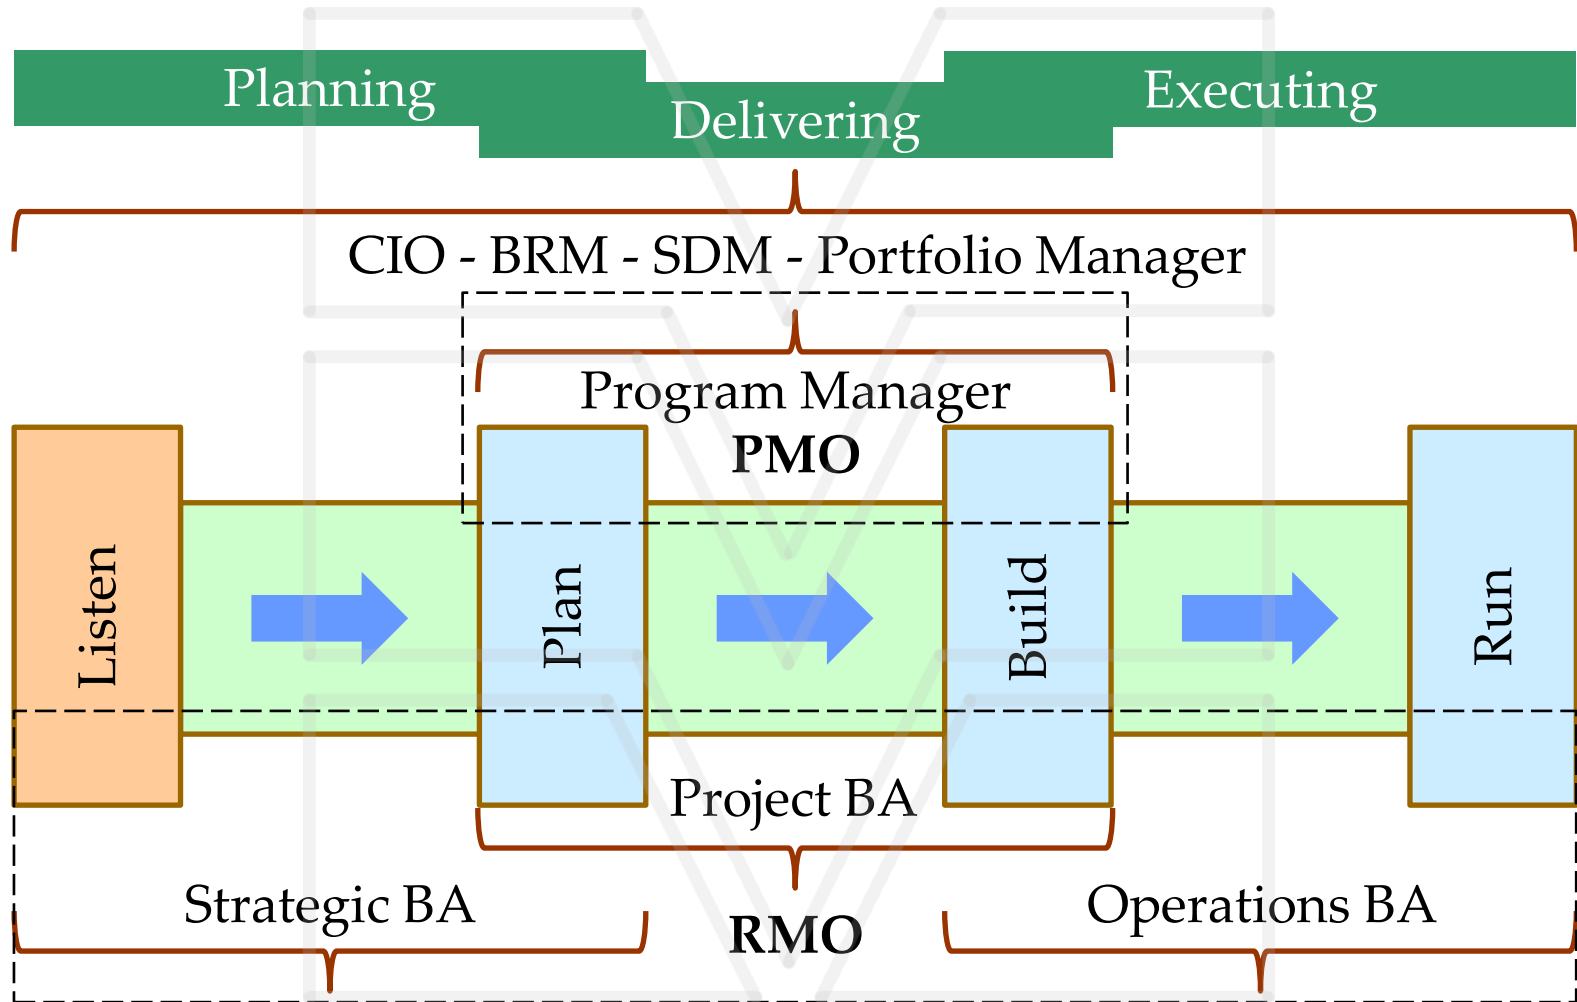 Planning
Delivering
Executing
CIO - BRM - SDM - Portfolio Manager
Program Manager
PMO
Listen
Plan
Build
Run
Project BA
Strategic BA
RMO
Operations BA